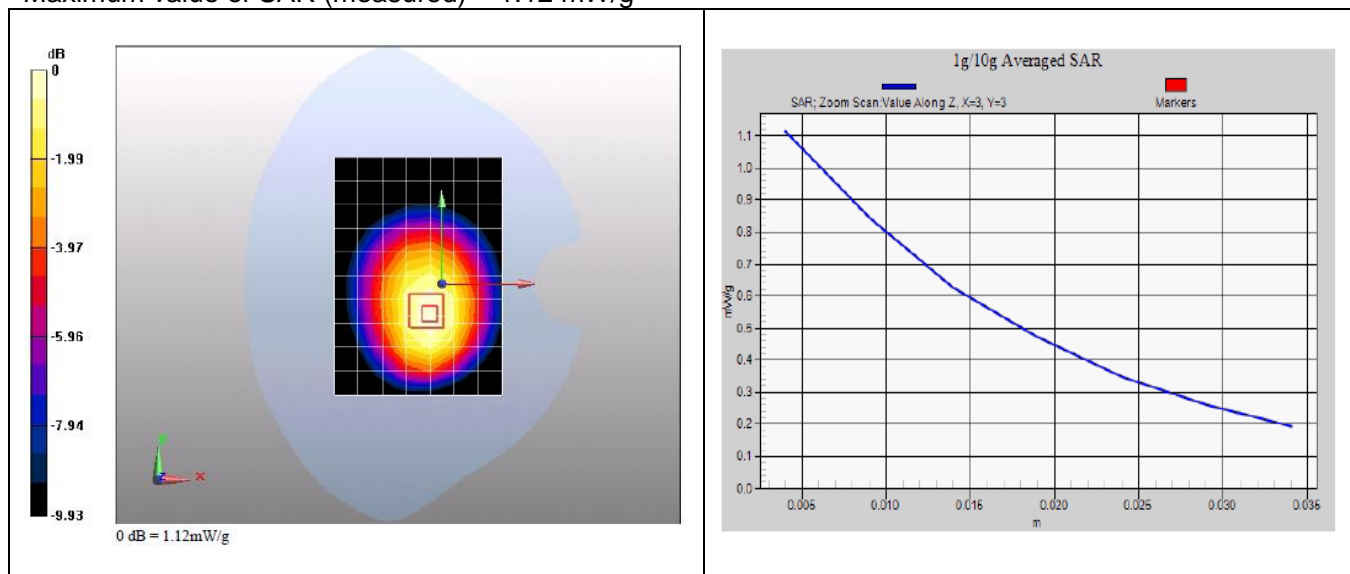 Maximum value of SAR (measured) = 1.12 mW/g
dB
0
-1.99
-3.97
-5.96
-7.94
-9.93
y
z
x
0 dB = 1.12mW/g
1g/10g Averaged SAR
SAR; Zoom Scan:Value Along Z, X=3, Y=3
Markers
1.1
1.0
0.9
0.8
0.7
0.6
0.5
0.4
0.3
0.2
0.1
0.0
mW/g
0.005
0.010
0.015
0.020
0.025
0.030
0.035
m